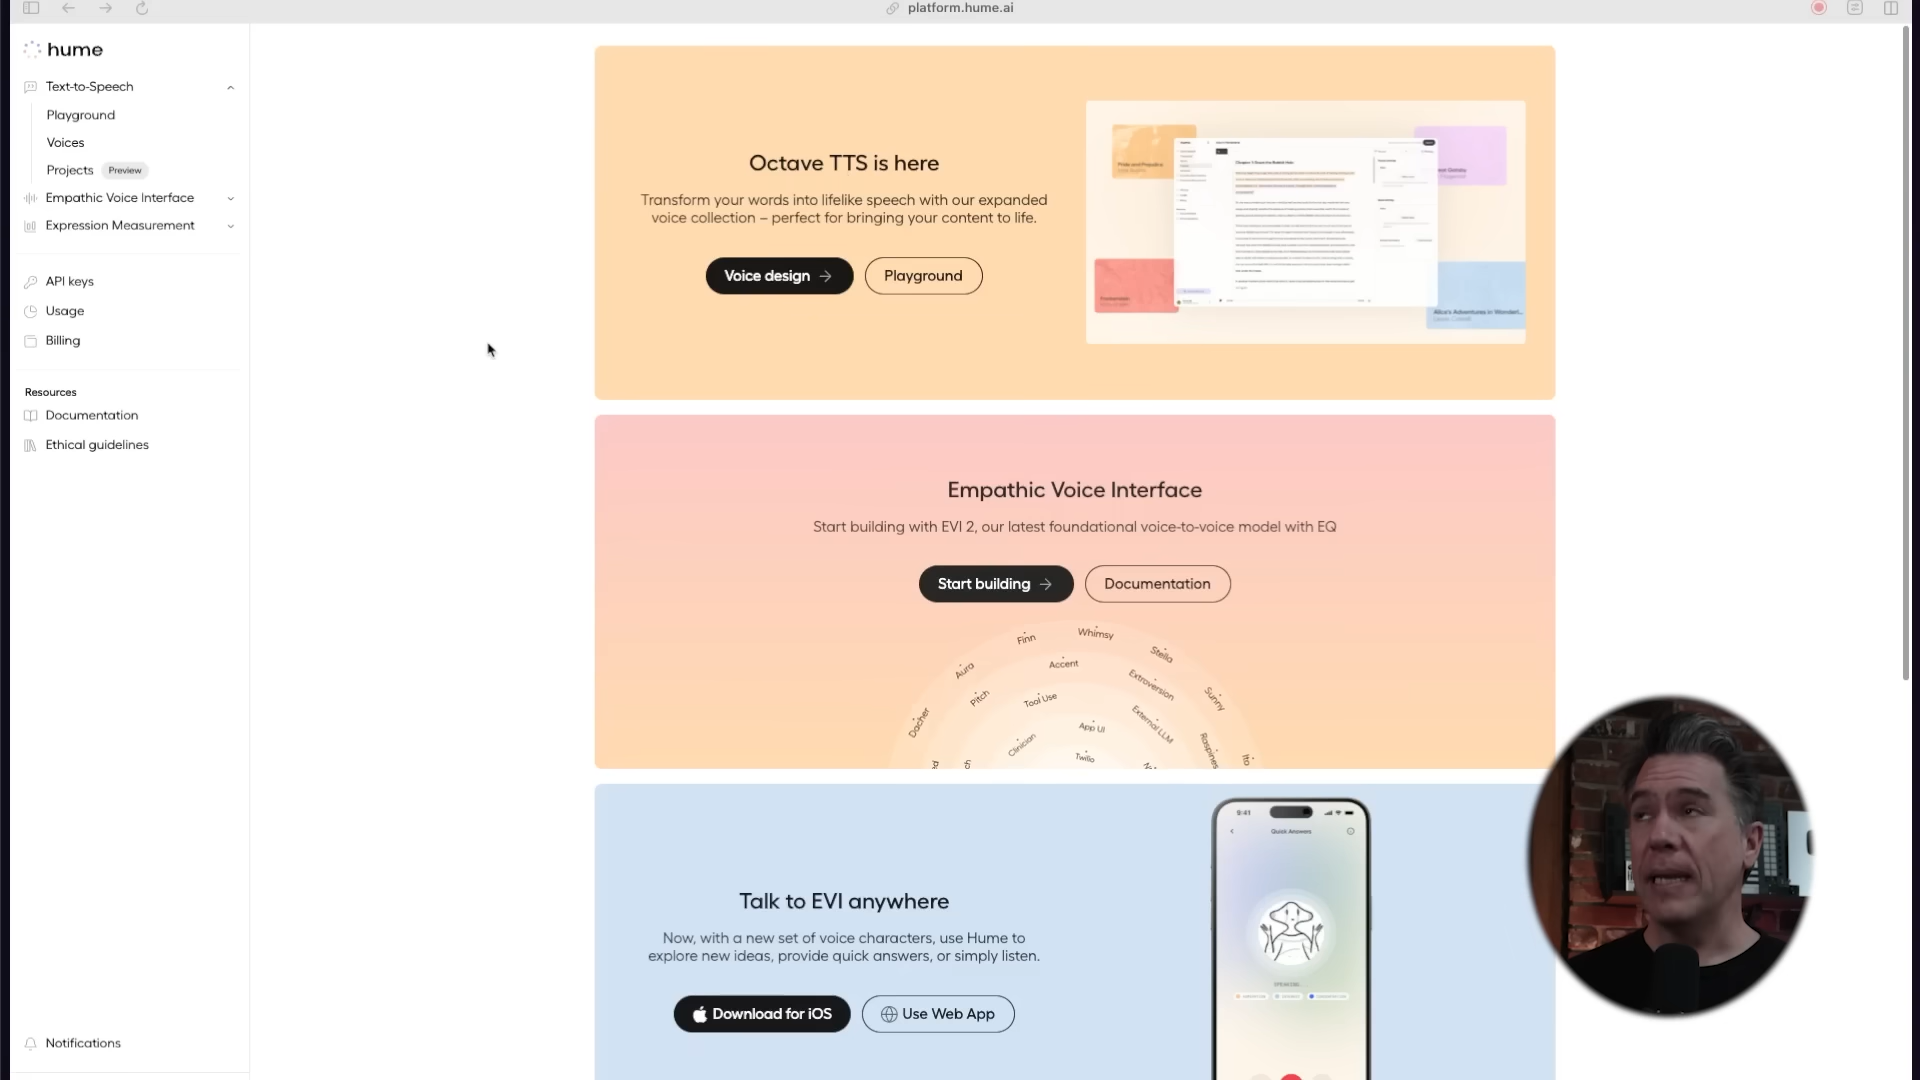 platform.hume.ai
hume
Text-to-Speech
Playground
Voices
Projects Preview
Empathic Voice Interface
Expression Measurement
API keys
Usage
Billing
Resources
Documentation
Ethical guidelines
Notifications
Octave TTS is here
Transform your words into lifelike speech with our expanded
voice collection – perfect for bringing your content to life.
Voice design
Playground
Empathic Voice Interface
Start building with EVI 2, our latest foundational voice-to-voice model with EQ
Start building
Documentation
Finn
Whimsy
Stella
Aura
Accent
Extroversion
Sunny
Pitch
Tool Use
External LLM
Dacher
App UI
Clinician
Raspiness
Twilio
Ito
Talk to EVI anywhere
Now, with a new set of voice characters, use Hume to
explore new ideas, provide quick answers, or simply listen.
Download for iOS
Use Web App
9:41
Quick Answers